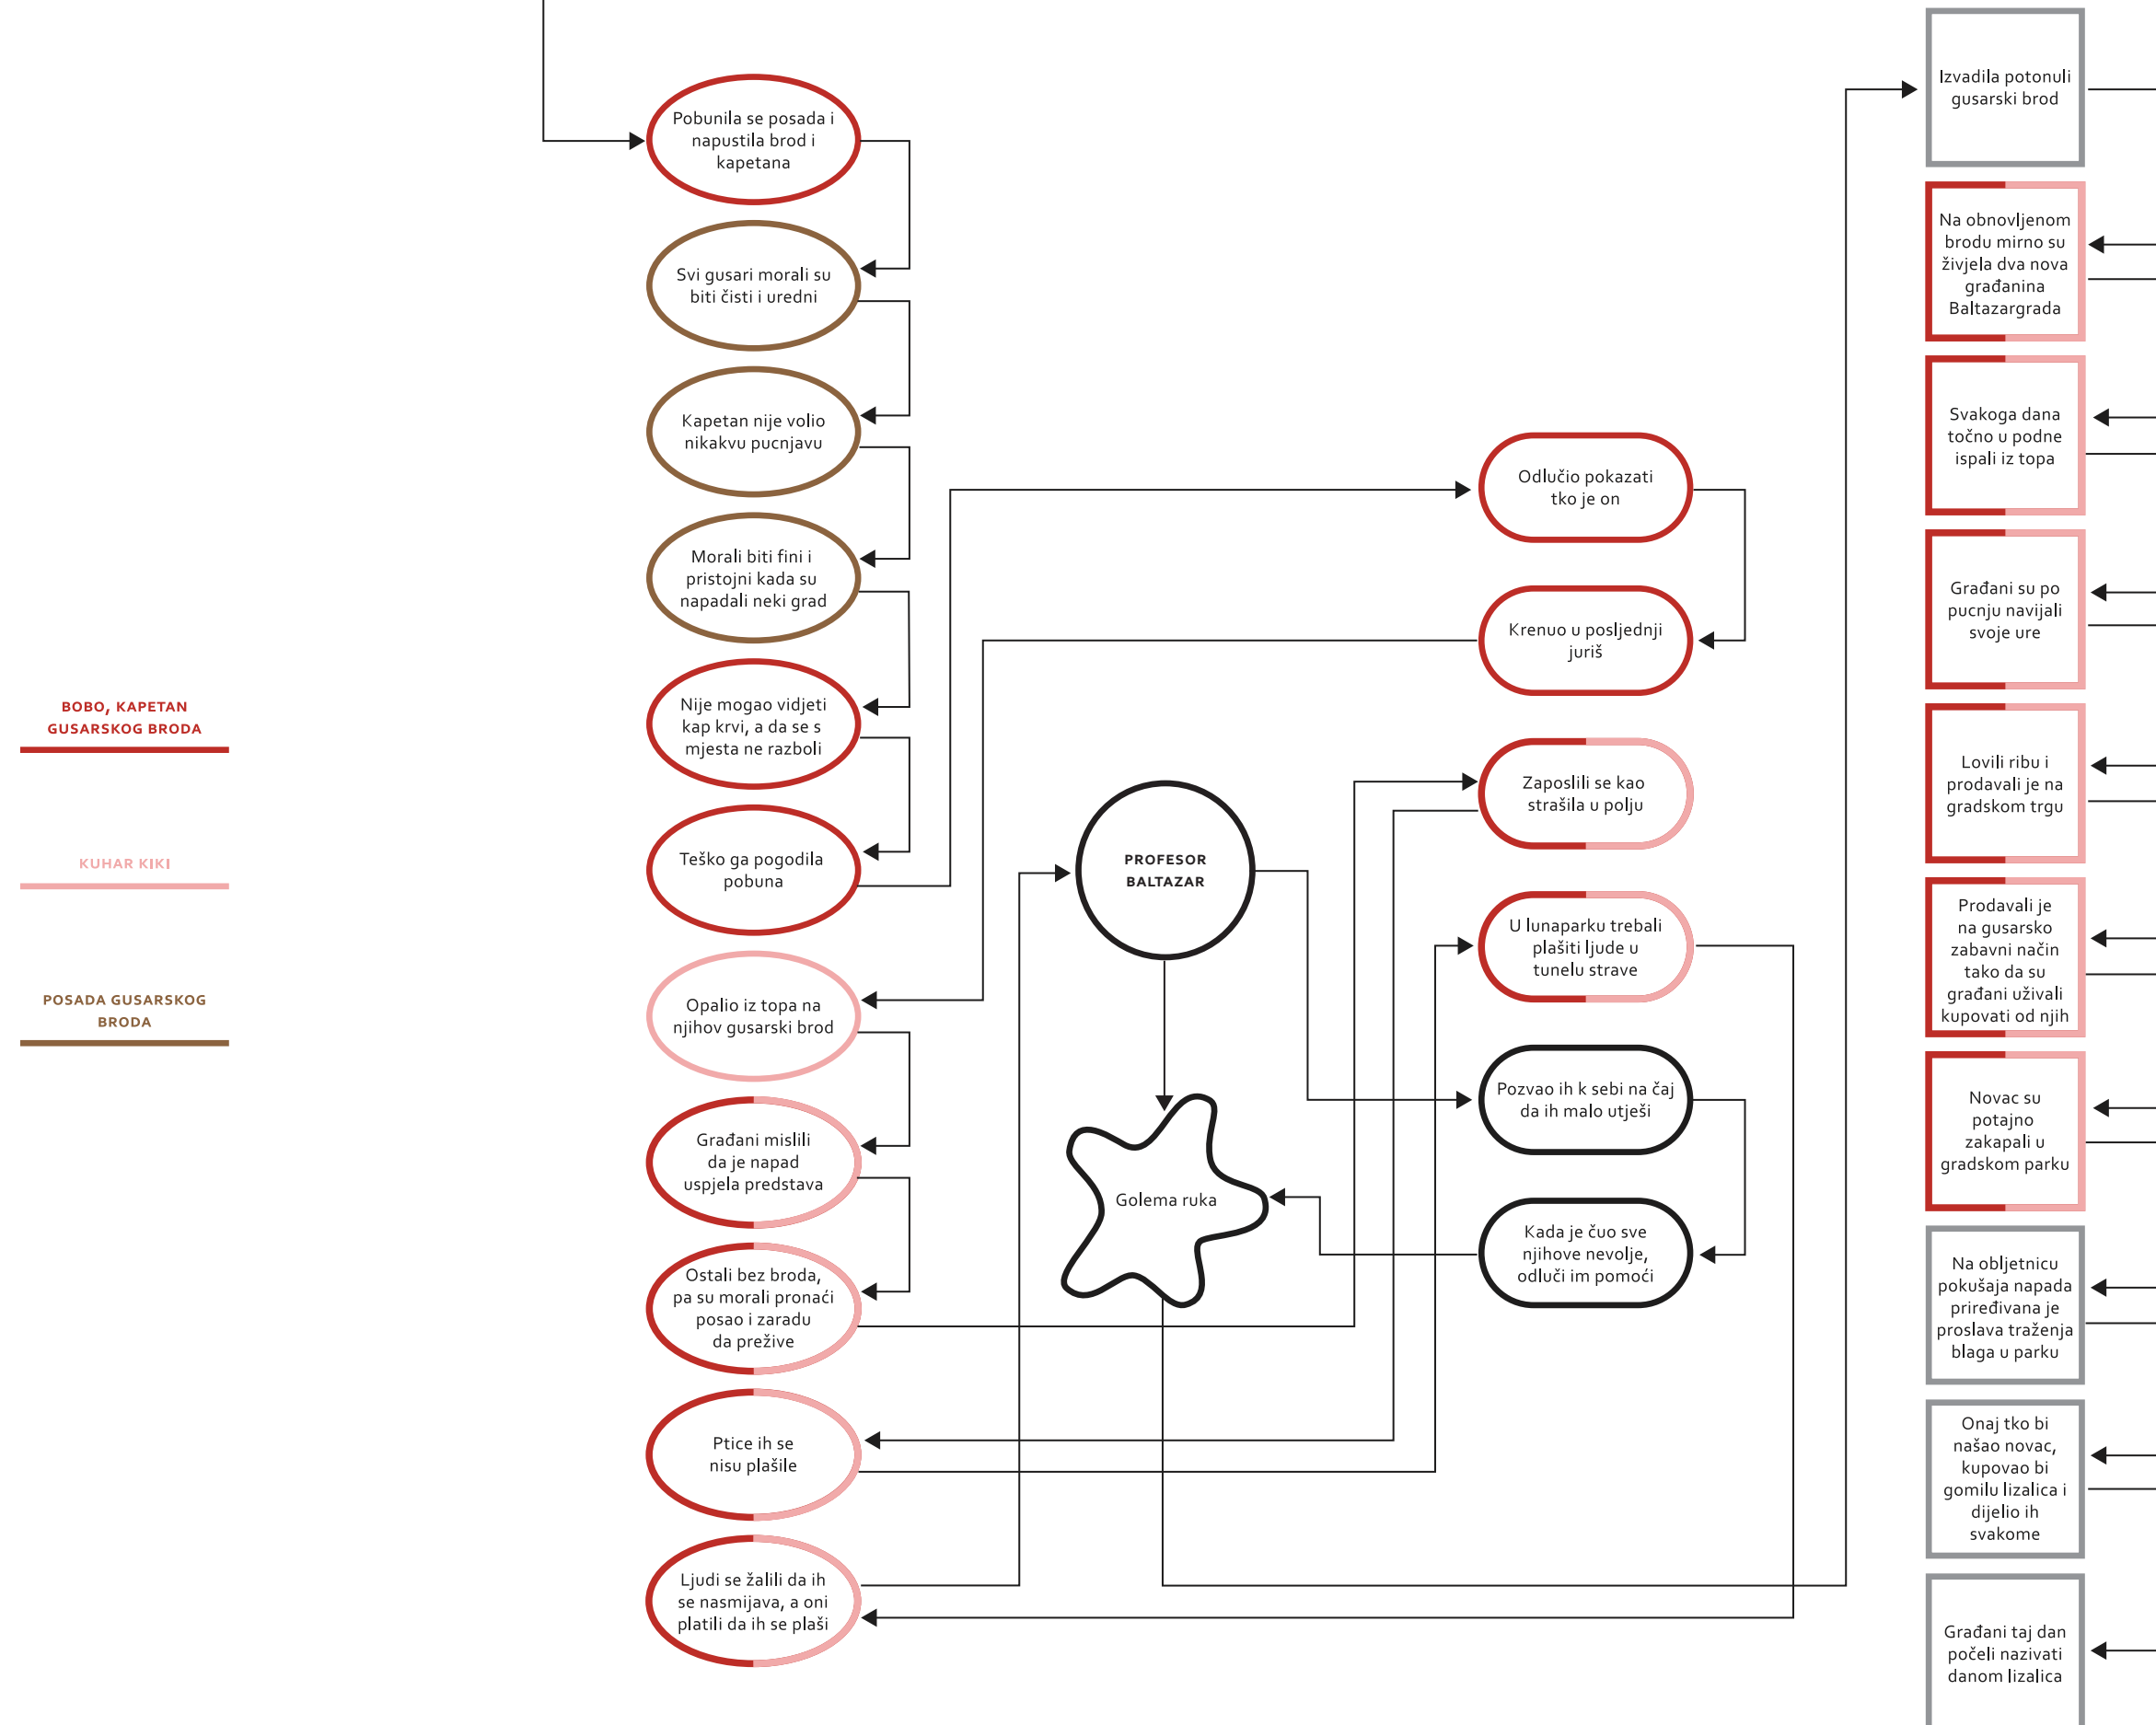 BOBO, KAPETAN
GUSARSKOG BRODA
KUHAR KIKI
POSADA GUSARSKOG
BRODA
Pobunila se posada i
napustila brod i
kapetana
Svi gusari morali su
biti čisti i uredni
Kapetan nije volio
nikakvu pucnjavu
Morali biti fini i
pristojni kada su
napadali neki grad
Nije mogao vidjeti
kap krvi, a da se s
mjesta ne razboli
Teško ga pogodila
pobuna
Opalio iz topa na
njihov gusarski brod
Građani mislili
da je napad
uspjela predstava
Ostali bez broda,
pa su morali pronaći
posao i zaradu
da prežive
Ptice ih se
nisu plašile
Ljudi se žalili da ih
se nasmijava, a oni
platili da ih se plaši
PROFESOR
BALTAZAR
Golema ruka
Odlučio pokazati
tko je on
Krenuo u posljednji
juriš
Zaposlili se kao
strašila u polju
U lunaparku trebali
plašiti ljude u
tunelu strave
Pozvao ih k sebi na čaj
da ih malo utješi
Kada je čuo sve
njihove nevolje,
odluči im pomoći
Izvadila potonuli
gusarski brod
Na obnovljenom
brodu mirno su
živjela dva nova
građanina
Baltazargrada
Svakoga dana
točno u podne
ispali iz topa
Građani su po
pucnju navijali
svoje ure
Lovili ribu i
prodavali je na
gradskom trgu
Prodavali je
na gusarsko
zabavni način
tako da su
građani uživali
kupovati od njih
Novac su
potajno
zakapali u
gradskom parku
Na obljetnicu
pokušaja napada
priređivana je
proslava traženja
blaga u parku
Onaj tko bi
našao novac,
kupovao bi
gomilu lizalica i
dijelio ih
svakome
Građani taj dan
počeli nazivati
danom lizalica